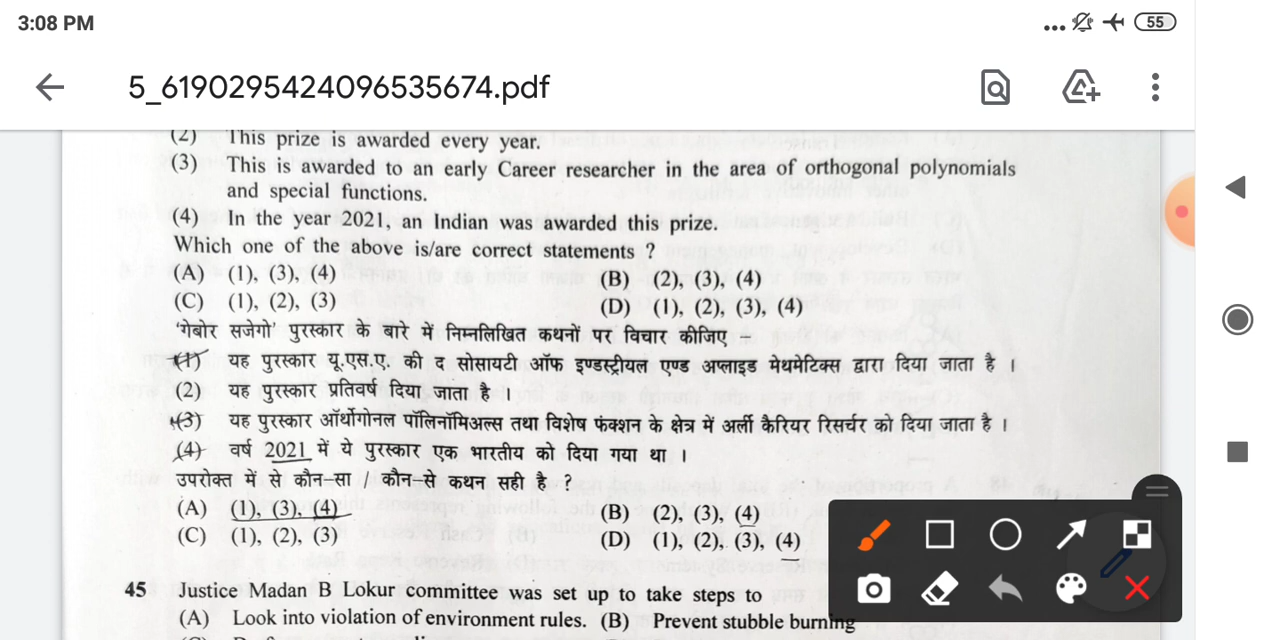 3:08 PM
55
5_6190295424096535674.pdf
(2) This prize is awarded every year.
(3) This is awarded to an early Career researcher in the area of orthogonal polynomials
and special functions.
(4) In the year 2021, an Indian was awarded this prize.
Which one of the above is/are correct statements ?
(A) (1), (3), (4) (B) (2), (3), (4)
(C) (1), (2), (3) (D) (1), (2), (3), (4)
'गेबोर सजेगो' पुरस्कार के बारे में निम्नलिखित कथनों पर विचार कीजिए –
(1) यह पुरस्कार यू.एस.ए. की द सोसायटी ऑफ इण्डस्ट्रीयल एण्ड अप्लाइड मेथमेटिक्स द्वारा दिया जाता है ।
(2) यह पुरस्कार प्रतिवर्ष दिया जाता है ।
(3) यह पुरस्कार ऑर्थोगोनल पॉलिनॉमिअल्स तथा विशेष फंक्शन के क्षेत्र में अर्ली कैरियर रिसर्चर को दिया जाता है ।
(4) वर्ष 2021 में ये पुरस्कार एक भारतीय को दिया गया था ।
उपरोक्त में से कौन-सा / कौन-से कथन सही है ?
(A) (1), (3), (4) (B) (2), (3), (4)
(C) (1), (2), (3) (D) (1), (2), (3), (4)
45 Justice Madan B Lokur committee was set up to take steps to
(A) Look into violation of environment rules. (B) Prevent stubble burning